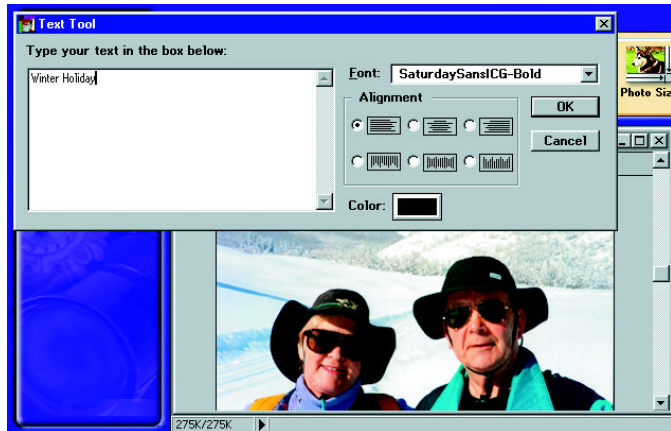 Text Tool
Type your text in the box below:
Winter Holiday
Font: SaturdaySansICG-Bold
Alignment
OK
Cancel
Color:
Photo Siz
275K/275K